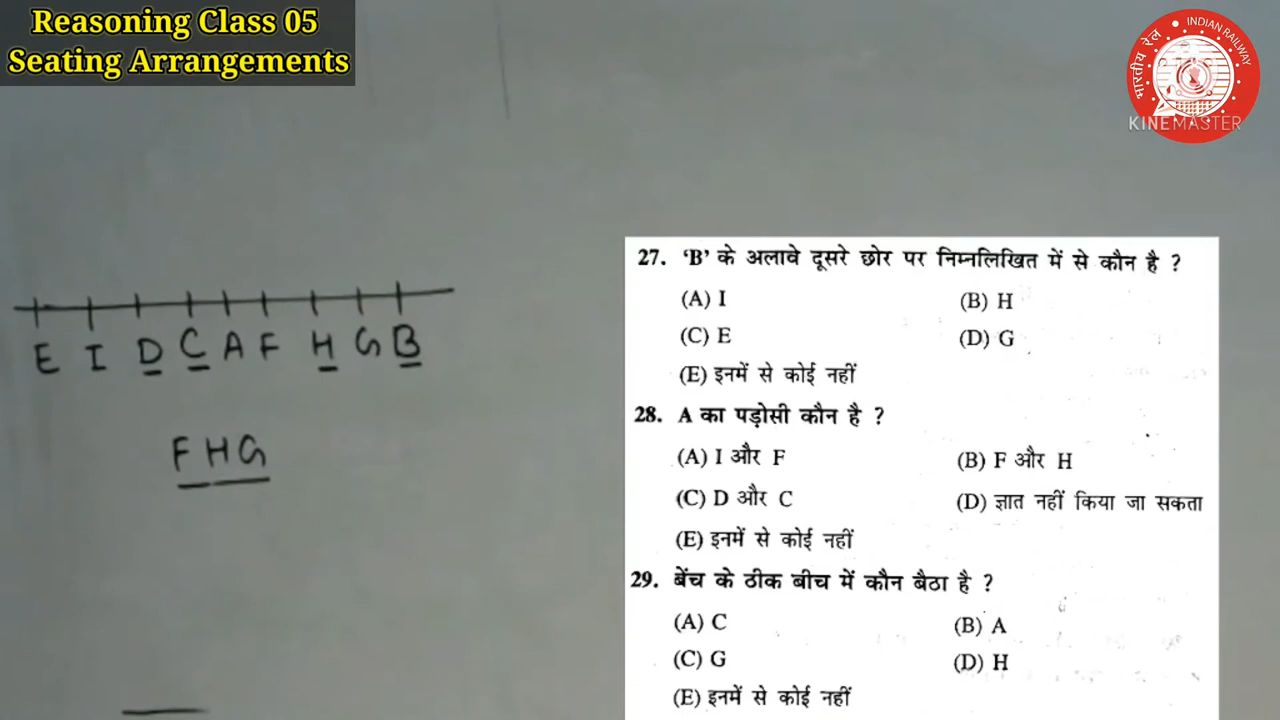 Reasoning Class 05
Seating Arrangements
भारतीय रेल
INDIAN RAILWAY
KINEMASTER
E I D C A F H G B
F H G
27. ‘B’ के अलावे दूसरे छोर पर निम्नलिखित में से कौन है ?
(A) I (B) H
(C) E (D) G
(E) इनमें से कोई नहीं
28. A का पड़ोसी कौन है ?
(A) I और F (B) F और H
(C) D और C (D) ज्ञात नहीं किया जा सकता
(E) इनमें से कोई नहीं
29. बेंच के ठीक बीच में कौन बैठा है ?
(A) C (B) A
(C) G (D) H
(E) इनमें से कोई नहीं